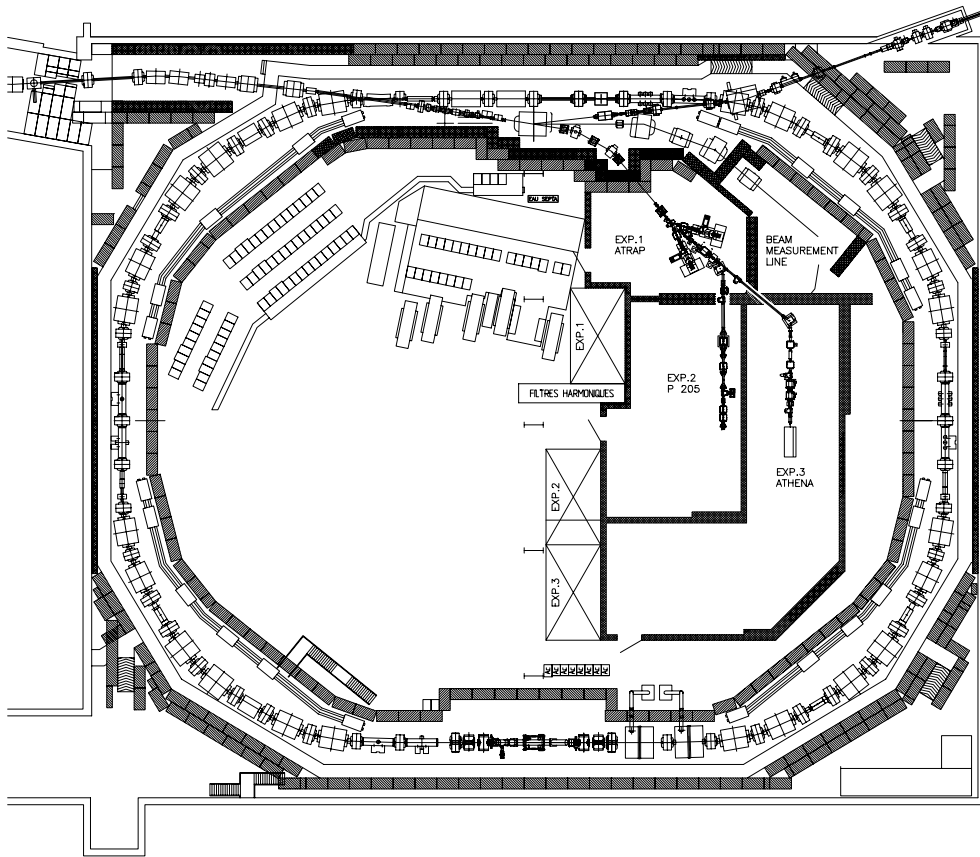 EAU SEPTA
EXP.1
ATRAP
BEAM
MEASUREMENT
LINE
EXP.1
EXP.2
P 205
FILTRES HARMONIQUES
EXP.3
ATHENA
EXP.2
EXP.3